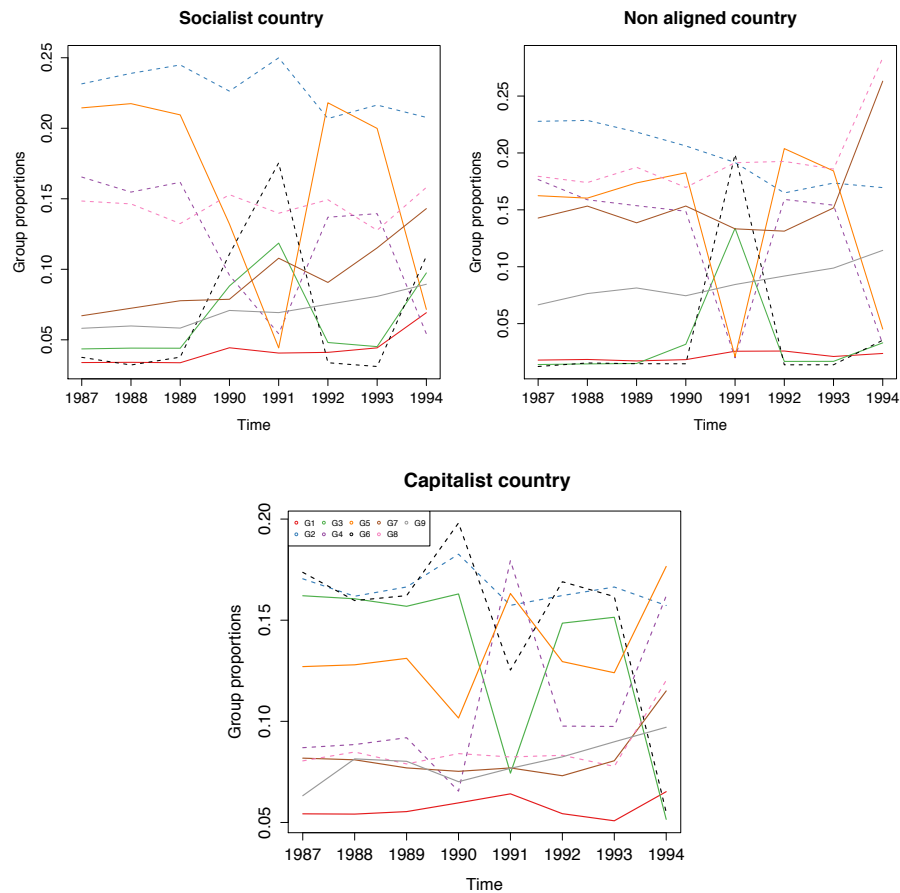 Socialist country
Group proportions
0.25
0.20
0.15
0.10
0.05
1987 1988 1989 1990 1991 1992 1993 1994
Time
Non aligned country
Group proportions
0.25
0.20
0.15
0.10
0.05
1987 1988 1989 1990 1991 1992 1993 1994
Time
Capitalist country
Group proportions
0.20
0.15
0.10
0.05
G1 G3 G5 G7 G9
G2 G4 G6 G8
1987 1988 1989 1990 1991 1992 1993 1994
Time